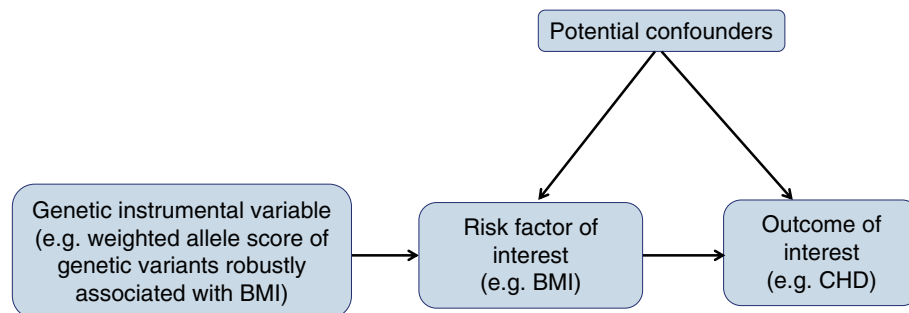 Potential confounders
Genetic instrumental variable
(e.g. weighted allele score of
genetic variants robustly
associated with BMI)
Risk factor of
interest
(e.g. BMI)
Outcome of
interest
(e.g. CHD)